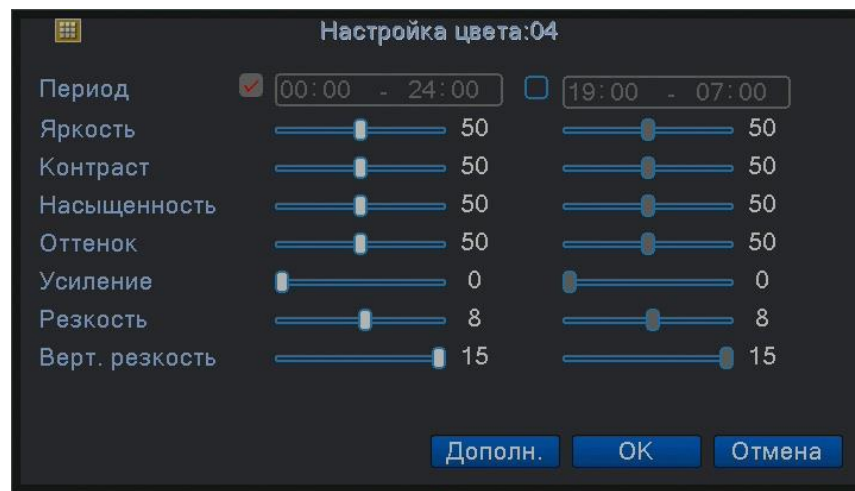 Настройка цвета:04
Период 00:00 - 24:00 19:00 - 07:00
Яркость 50 50
Контраст 50 50
Насыщенность 50 50
Оттенок 50 50
Усиление 0 0
Резкость 8 8
Верт. резкость 15 15
Дополн. OK Отмена